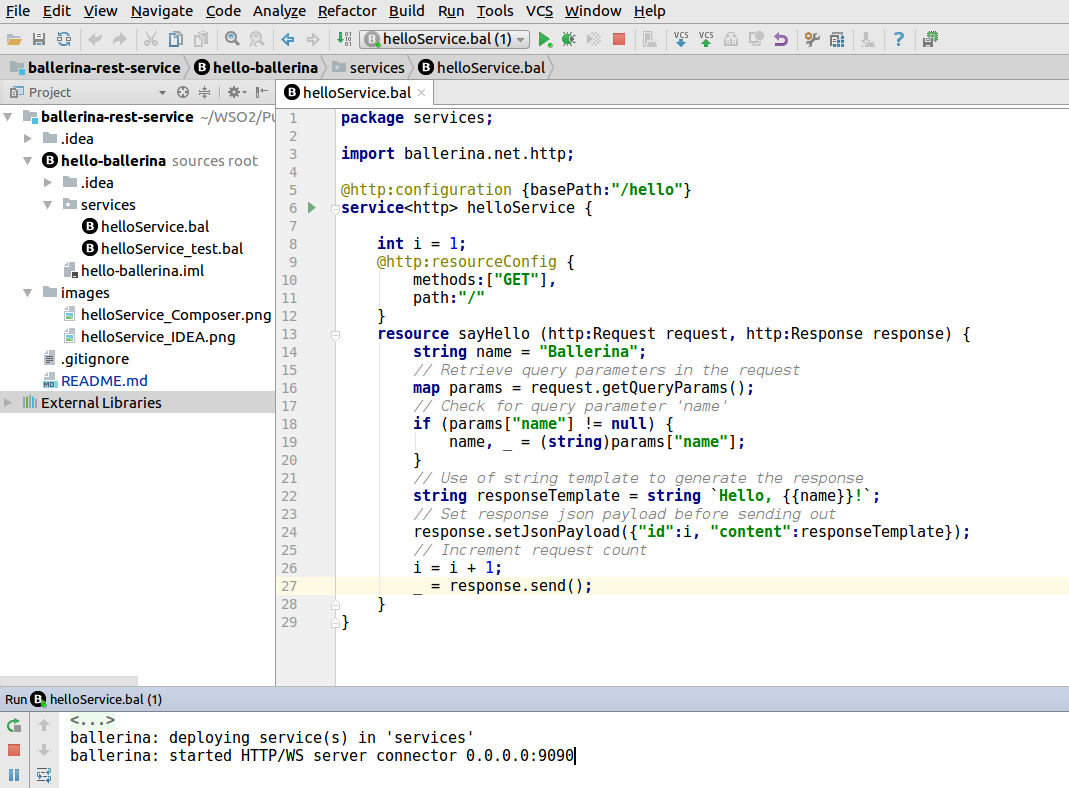 File Edit View Navigate Code Analyze Refactor Build Run Tools VCS Window Help
helloService.bal (1) VCS VCS ?
ballerina-rest-service B hello-ballerina services B helloService.bal
Project
B helloService.bal
ballerina-rest-service ~/WSO2/Pu
.idea
B hello-ballerina sources root
.idea
services
B helloService.bal
B helloService_test.bal
hello-ballerina.iml
images
helloService_Composer.png
helloService_IDEA.png
.gitignore
MD README.md
External Libraries
1 package services;
2
3 import ballerina.net.http;
4
5 @http:configuration {basePath:"/hello"}
6 service<http> helloService {
7
8 int i = 1;
9 @http:resourceConfig {
10 methods:["GET"],
11 path:"/"
12 }
13 resource sayHello (http:Request request, http:Response response) {
14 string name = "Ballerina";
15 // Retrieve query parameters in the request
16 map params = request.getQueryParams();
17 // Check for query parameter 'name'
18 if (params["name"] != null) {
19 name, _ = (string)params["name"];
20 }
21 // Use of string template to generate the response
22 string responseTemplate = string `Hello, {{name}}!`;
23 // Set response json payload before sending out
24 response.setJsonPayload({"id":i, "content":responseTemplate});
25 // Increment request count
26 i = i + 1;
27 _ = response.send();
28 }
29 }
Run B helloService.bal (1)
<...>
ballerina: deploying service(s) in 'services'
ballerina: started HTTP/WS server connector 0.0.0.0:9090